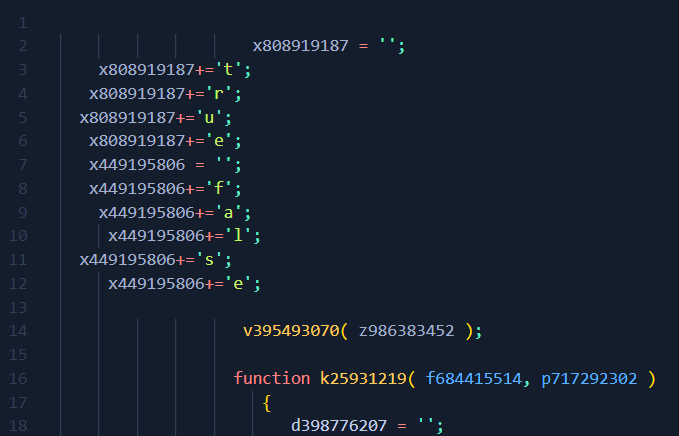 1
2 x808919187 = '';
3 x808919187+='t';
4 x808919187+='r';
5 x808919187+='u';
6 x808919187+='e';
7 x449195806 = '';
8 x449195806+='f';
9 x449195806+='a';
10 x449195806+='l';
11 x449195806+='s';
12 x449195806+='e';
13
14 v395493070( z986383452 );
15
16 function k25931219( f684415514, p717292302 )
17 {
18 d398776207 = '';